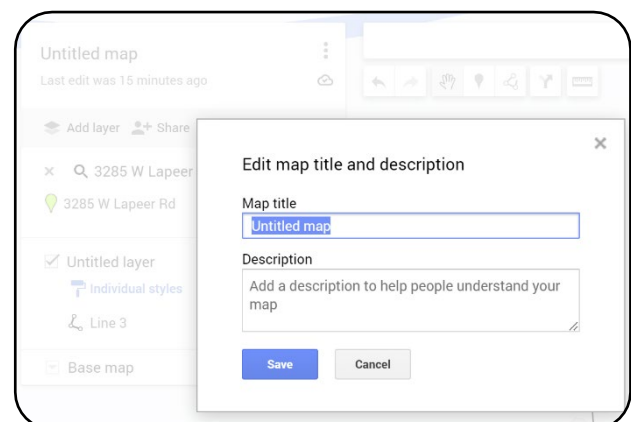 Untitled map
Last edit was 15 minutes ago
Add layer Share
3285 W Lapeer
3285 W Lapeer Rd
Untitled layer
Individual styles
Line 3
Base map
Edit map title and description
Map title
Untitled map
Description
Add a description to help people understand your
map
Save Cancel